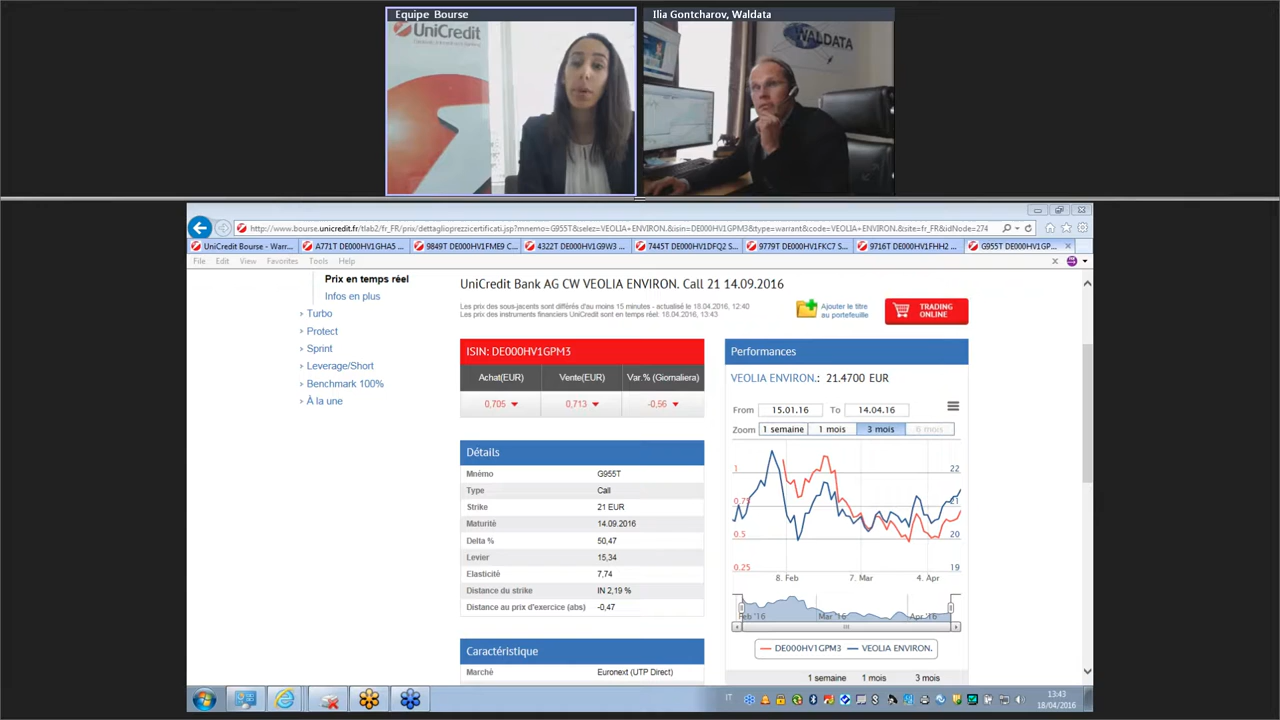 Equipe Bourse
Ilia Gontcharov, Waldata
UniCredit
WALDATA
http://www.bourse.unicredit.fr/tlab2/fr_FR/prix/dettaglioprezzicertificati.jsp?mnemo=G955T&selez=VEOLIA+ENVIRON.&isin=DE000HV1GPM3&type=warrant&code=VEOLIA+ENVIRON.&site=fr_FR&idNode=274
UniCredit Bourse - Warr...
A771T DE000HV1GHA5 ...
9849T DE000HV1FME9 C...
4322T DE000HV1G9W3 ...
7445T DE000HV1DFQ2 S...
9779T DE000HV1FKC7 S...
9716T DE000HV1FHH2 ...
G955T DE000HV1GP...
File Edit View Favorites Tools Help
Prix en temps réel
Infos en plus
Turbo
Protect
Sprint
Leverage/Short
Benchmark 100%
À la une
UniCredit Bank AG CW VEOLIA ENVIRON. Call 21 14.09.2016
Les prix des sous-jacents sont différés d'au moins 15 minutes - actualisé le 18.04.2016, 12:40
Les prix des instruments financiers UniCredit sont en temps réel: 18.04.2016, 13:43
Ajouter le titre
au portefeuille
TRADING
ONLINE
ISIN: DE000HV1GPM3
Achat(EUR) Vente(EUR) Var.% (Giornaliera)
0,705 0,713 -0,56
Détails
Mnémo G955T
Type Call
Strike 21 EUR
Maturité 14.09.2016
Delta % 50,47
Levier 15,34
Elasticité 7,74
Distance du strike IN 2,19 %
Distance au prix d'exercice (abs) -0,47
Caractéristique
Marché Euronext (UTP Direct)
Performances
VEOLIA ENVIRON.: 21.4700 EUR
From 15.01.16 To 14.04.16
Zoom 1 semaine 1 mois 3 mois 6 mois
1 22
0.75 21
0.5 20
0.25 19
8. Feb 7. Mar 4. Apr
Feb '16 Mar '16 Apr '16
DE000HV1GPM3 VEOLIA ENVIRON.
1 semaine 1 mois 3 mois
IT
13:43
18/04/2016